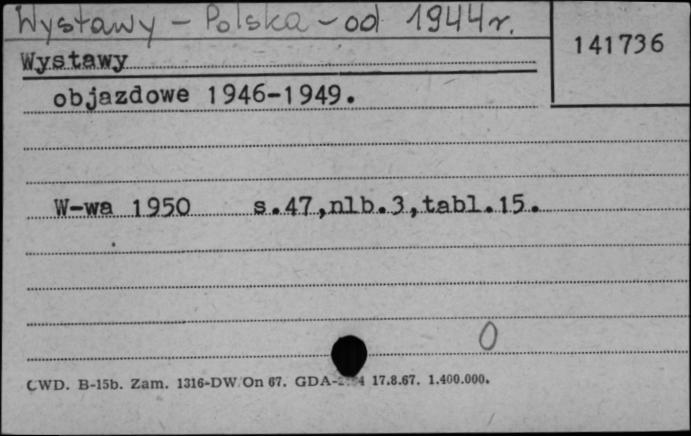 Wystawy – Polska – od 1944 r.
141736
Wystawy
objazdowe 1946-1949.
W-wa 1950 s.47,nlb.3,tabl.15.
0
CWD. B-15b. Zam. 1316-DW On 67. 17.8.67. 1.400.000.